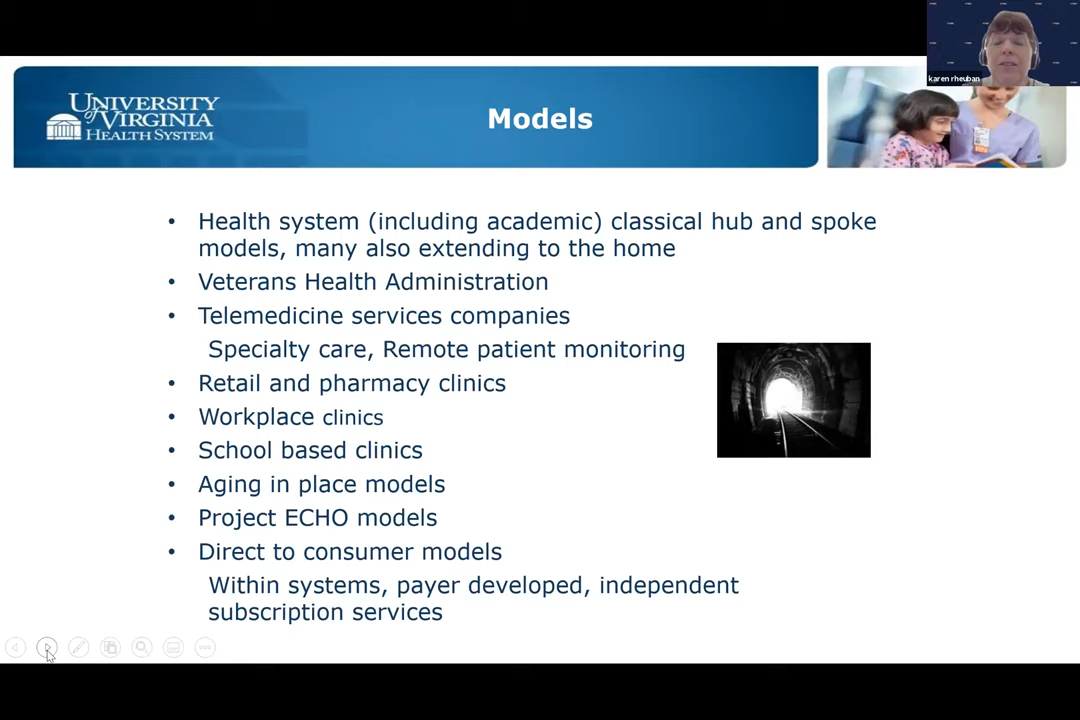 karen rheuban
UNIVERSITY
of VIRGINIA
HEALTH SYSTEM
Models
• Health system (including academic) classical hub and spoke
models, many also extending to the home
• Veterans Health Administration
• Telemedicine services companies
Specialty care, Remote patient monitoring
• Retail and pharmacy clinics
• Workplace clinics
• School based clinics
• Aging in place models
• Project ECHO models
• Direct to consumer models
Within systems, payer developed, independent
subscription services